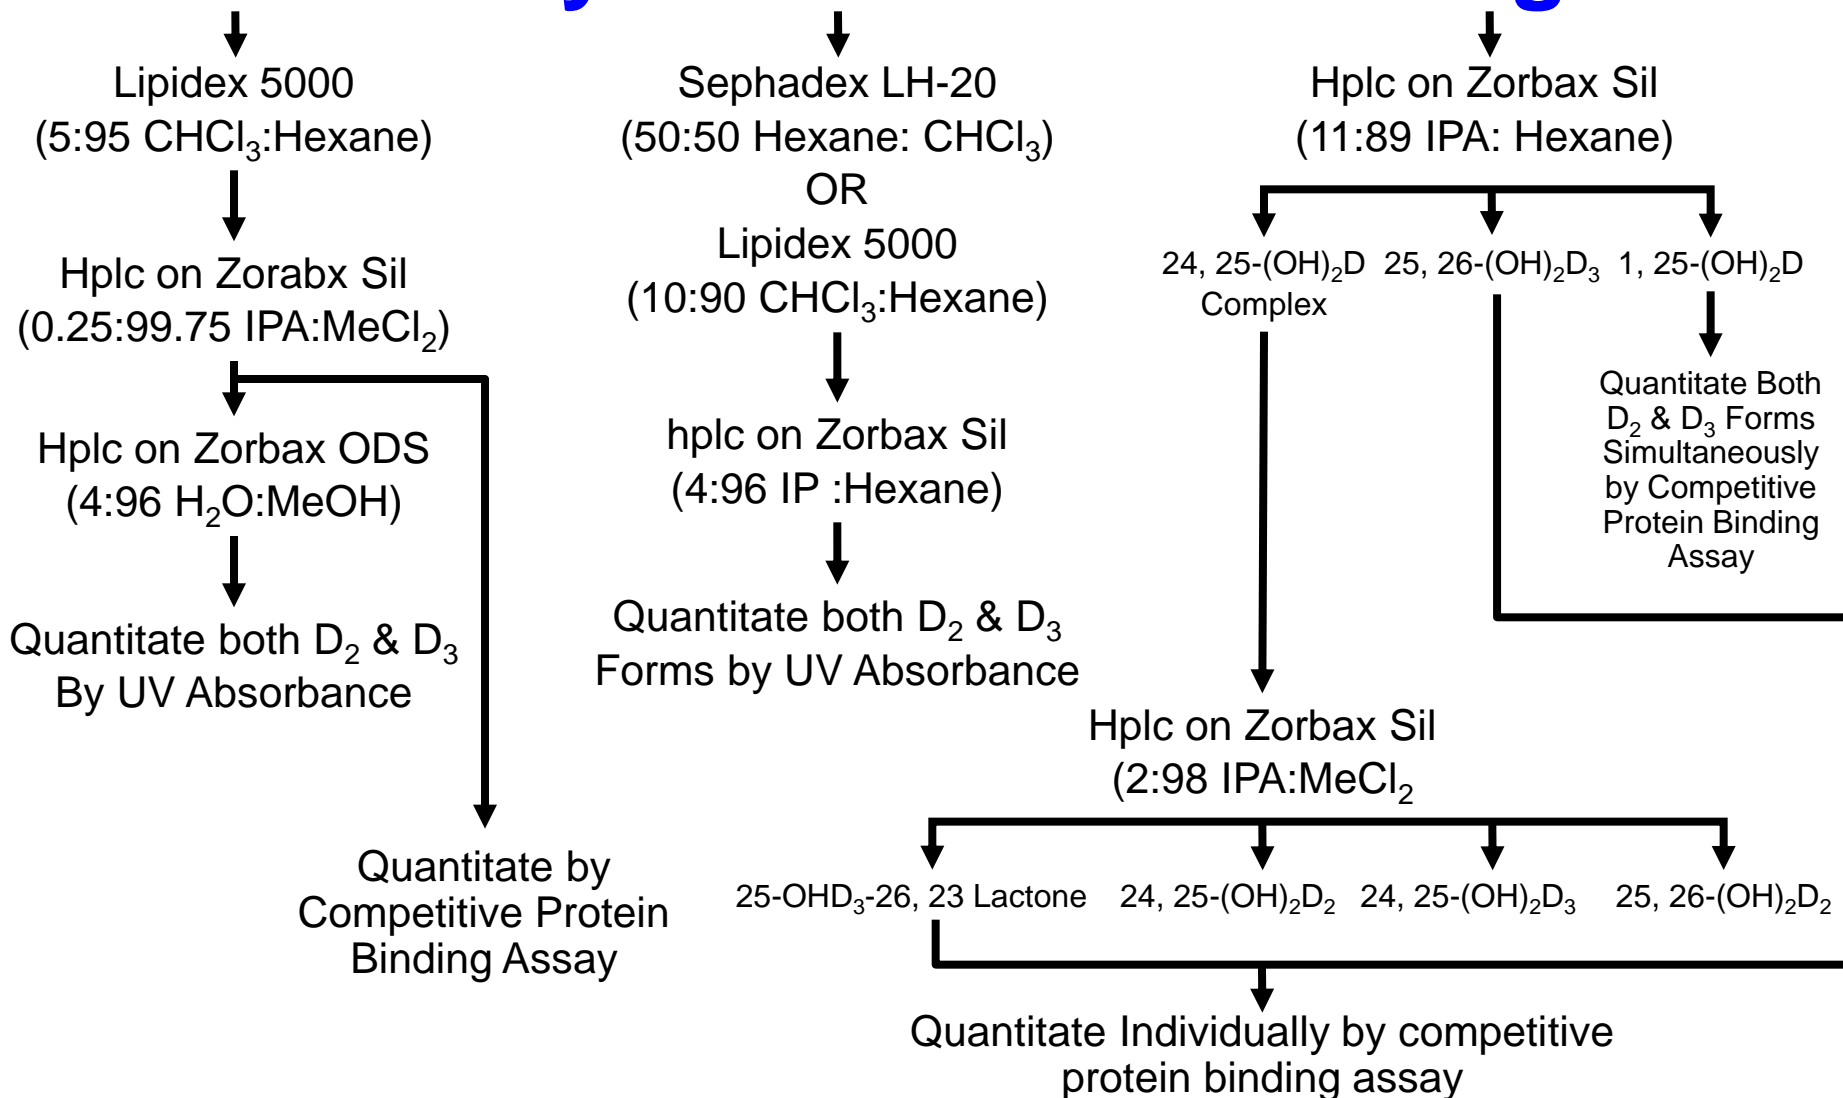 Lipidex 5000
(5:95 CHCl₃:Hexane)
Hplc on Zorabx Sil
(0.25:99.75 IPA:MeCl₂)
Hplc on Zorbax ODS
(4:96 H₂O:MeOH)
Quantitate both D₂ & D₃
By UV Absorbance
Quantitate by
Competitive Protein
Binding Assay
Sephadex LH-20
(50:50 Hexane: CHCl₃)
OR
Lipidex 5000
(10:90 CHCl₃:Hexane)
hplc on Zorbax Sil
(4:96 IP :Hexane)
Quantitate both D₂ & D₃
Forms by UV Absorbance
Hplc on Zorbax Sil
(11:89 IPA: Hexane)
24, 25-(OH)₂D
Complex
25, 26-(OH)₂D₃
1, 25-(OH)₂D
Quantitate Both
D₂ & D₃ Forms
Simultaneously
by Competitive
Protein Binding
Assay
Hplc on Zorbax Sil
(2:98 IPA:MeCl₂
25-OHD₃-26, 23 Lactone
24, 25-(OH)₂D₂
24, 25-(OH)₂D₃
25, 26-(OH)₂D₂
Quantitate Individually by competitive
protein binding assay